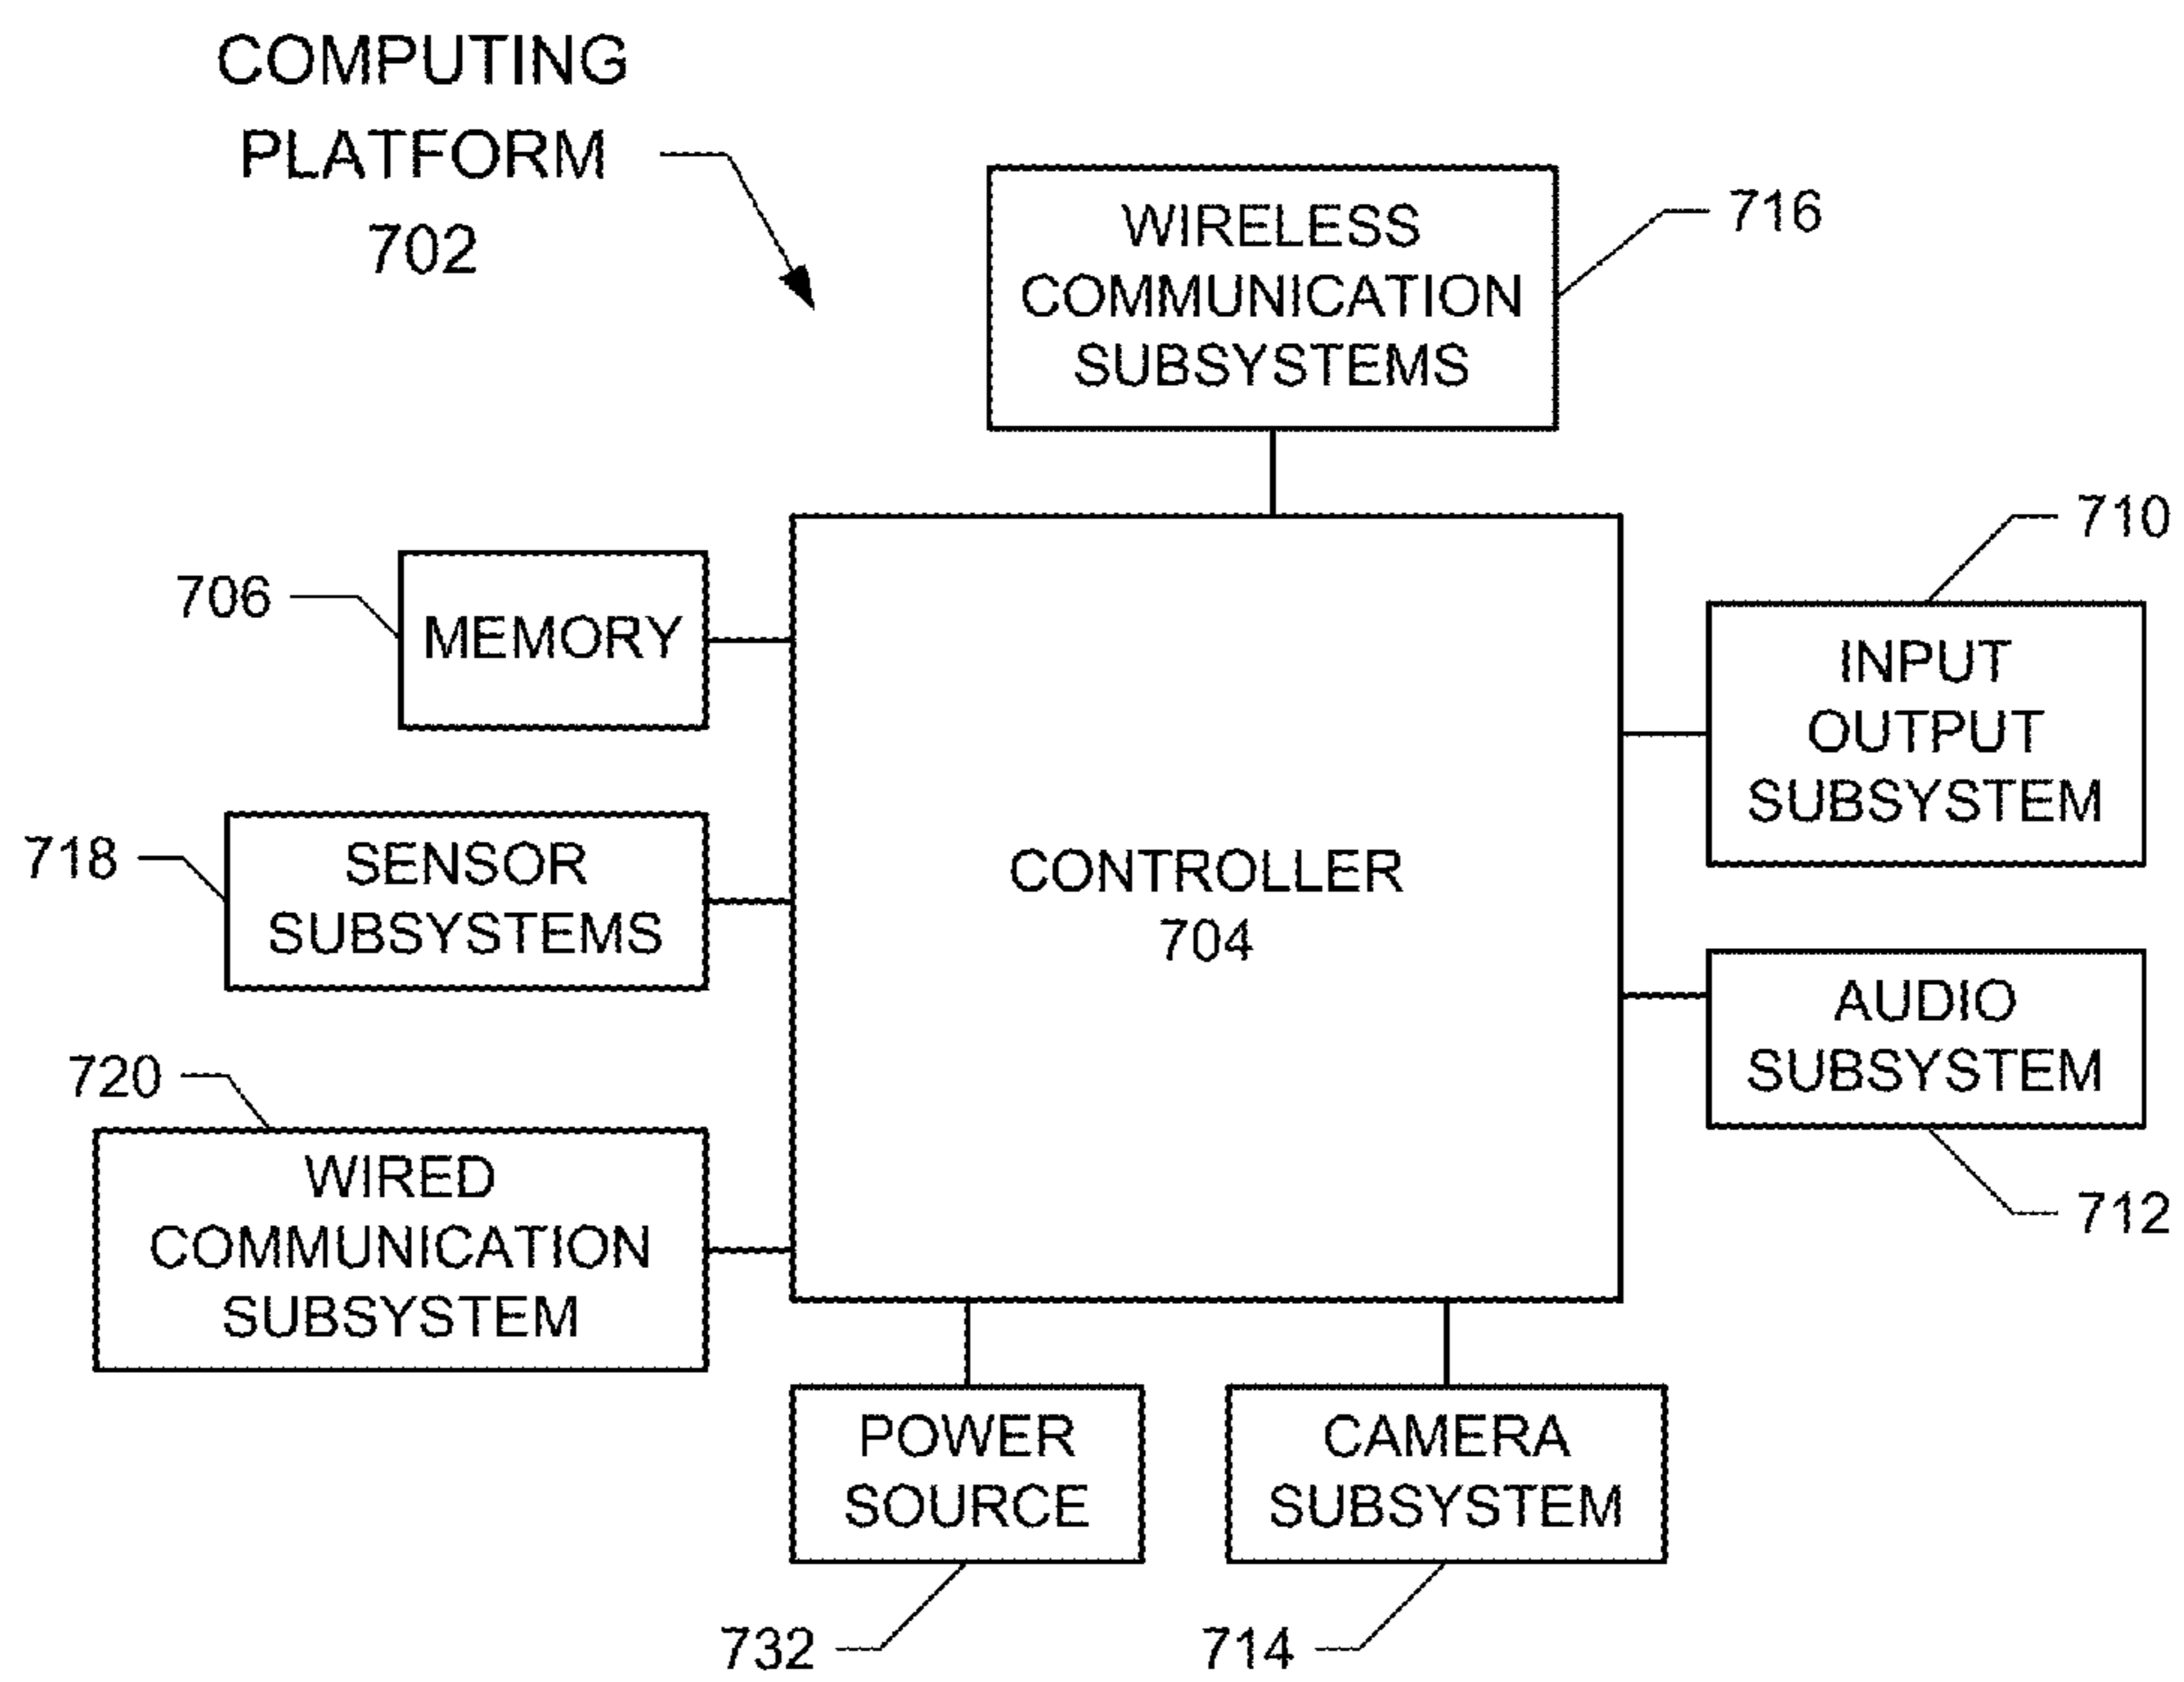 COMPUTING
PLATFORM
702
WIRELESS
COMMUNICATION
SUBSYSTEMS
716
710
706
MEMORY
INPUT
OUTPUT
SUBSYSTEM
718
SENSOR
SUBSYSTEMS
CONTROLLER
704
AUDIO
SUBSYSTEM
720
WIRED
COMMUNICATION
SUBSYSTEM
712
POWER
SOURCE
CAMERA
SUBSYSTEM
732
714